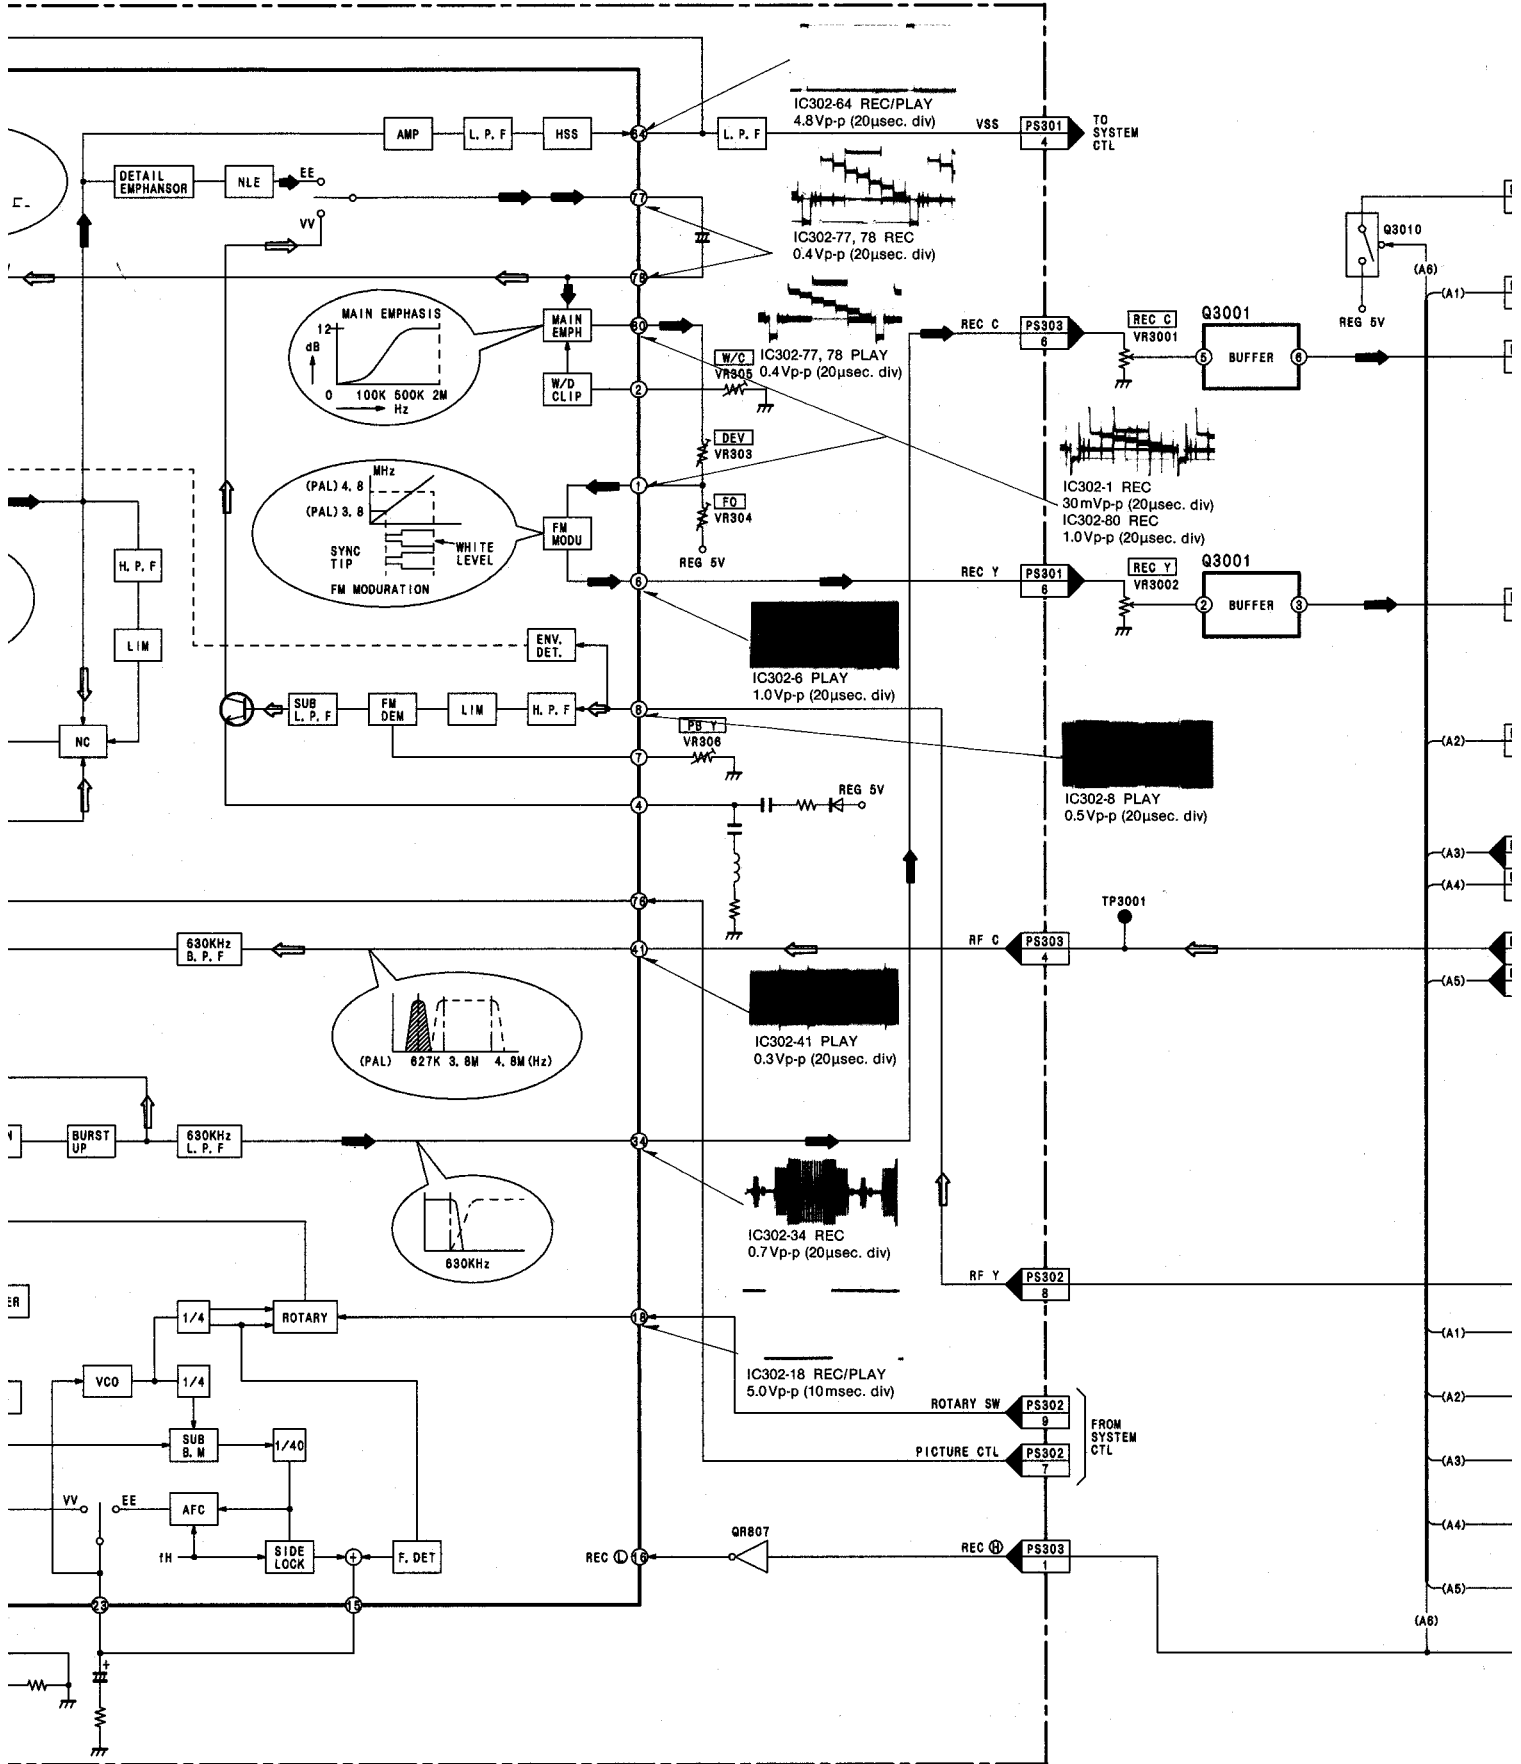 IC302-64 REC/PLAY
4.8Vp-p (20µsec. div)
AMP
L. P. F
HSS
64
L. P. F
VSS
PS301
4
TO
SYSTEM
CTL
DETAIL
EMPHANSOR
NLE
EE
VV
77
IC302-77, 78 REC
0.4Vp-p (20µsec. div)
78
Q3010
(A6)
REG 5V
(A1)
MAIN EMPHASIS
12
dB
0 100K 500K 2M
Hz
MAIN
EMPH
80
W/D
CLIP
2
W/C
VR305
IC302-77, 78 PLAY
0.4Vp-p (20µsec. div)
REC C
PS303
6
REC C
VR3001
Q3001
5
BUFFER
6
DEV
VR303
IC302-1 REC
30mVp-p (20µsec. div)
IC302-80 REC
1.0Vp-p (20µsec. div)
MHz
(PAL) 4. 8
(PAL) 3. 8
SYNC
TIP
WHITE
LEVEL
FM MODURATION
FM
MODU
1
FO
VR304
REG 5V
6
REC Y
PS301
6
REC Y
VR3002
Q3001
2
BUFFER
3
H. P. F
LIM
NC
ENV.
DET.
IC302-6 PLAY
1.0Vp-p (20µsec. div)
SUB
L. P. F
FM
DEM
LIM
H. P. F
8
PB Y
VR306
7
4
REG 5V
IC302-8 PLAY
0.5Vp-p (20µsec. div)
(A2)
(A3)
(A4)
76
TP3001
630KHz
B. P. F
41
RF C
PS303
4
(A5)
(PAL) 627K 3. 8M 4. 8M (Hz)
IC302-41 PLAY
0.3Vp-p (20µsec. div)
N
BURST
UP
630KHz
L. P. F
34
630KHz
IC302-34 REC
0.7Vp-p (20µsec. div)
RF Y
PS302
8
ER
1/4
ROTARY
18
(A1)
VCO
1/4
IC302-18 REC/PLAY
5.0Vp-p (10msec. div)
ROTARY SW
PS302
9
(A2)
SUB
B. M
1/40
PICTURE CTL
PS302
7
FROM
SYSTEM
CTL
(A3)
VV
EE
AFC
(A4)
fH
SIDE
LOCK
+
F. DET
REC L
16
QR807
REC H
PS303
1
(A5)
23
15
(A6)
+